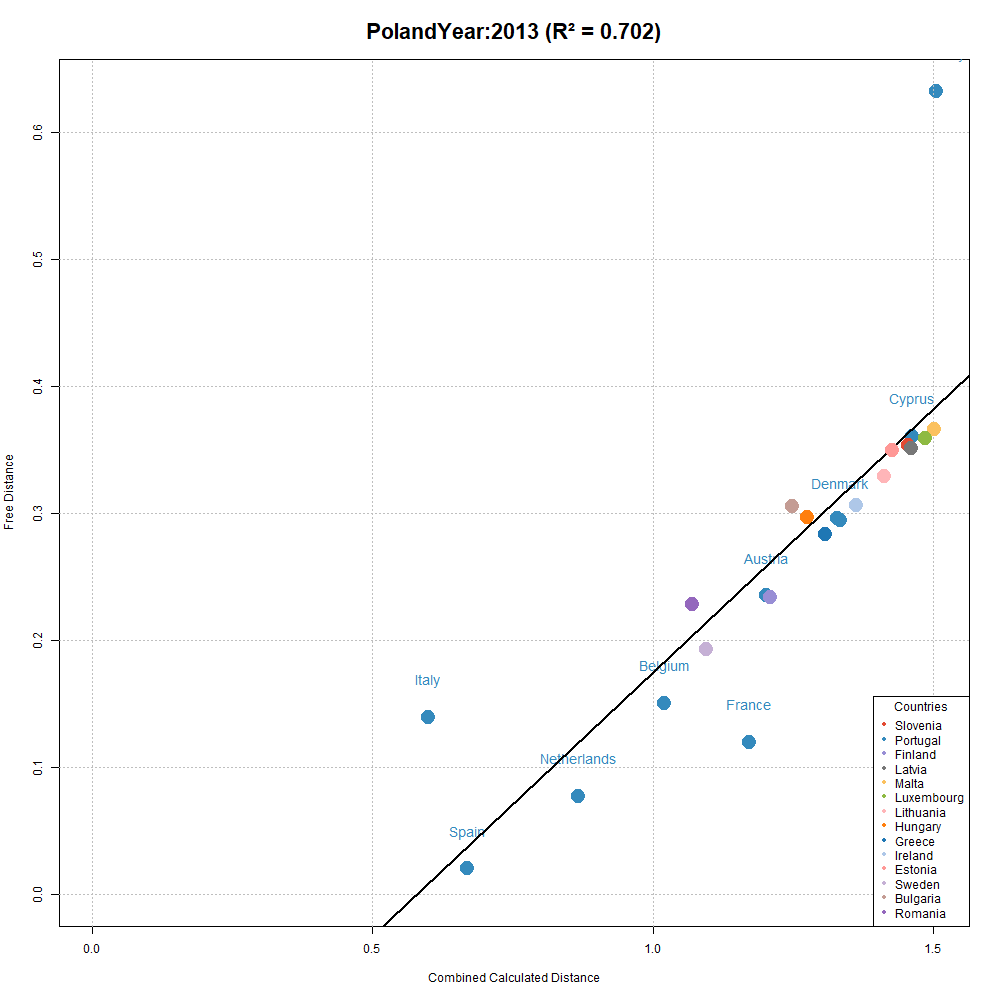 PolandYear:2013 (R² = 0.702)
Free Distance
0.6
0.5
0.4
0.3
0.2
0.1
0.0
Cyprus
Denmark
Austria
Belgium
Italy
France
Netherlands
Spain
Countries
Slovenia
Portugal
Finland
Latvia
Malta
Luxembourg
Lithuania
Hungary
Greece
Ireland
Estonia
Sweden
Bulgaria
Romania
0.0 0.5 1.0 1.5
Combined Calculated Distance